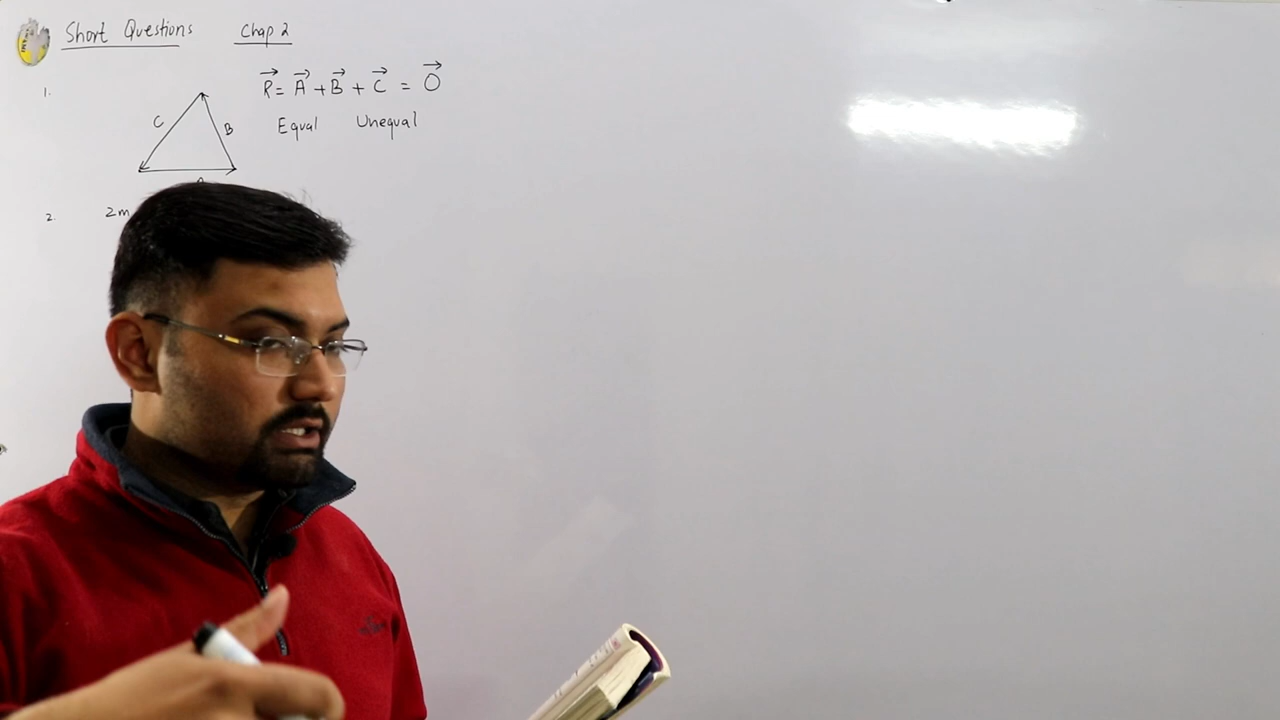 Short Questions Chap 2
1.
R⃗ = A⃗ + B⃗ + C⃗ = O⃗
C B Equal Unequal
2. 2m